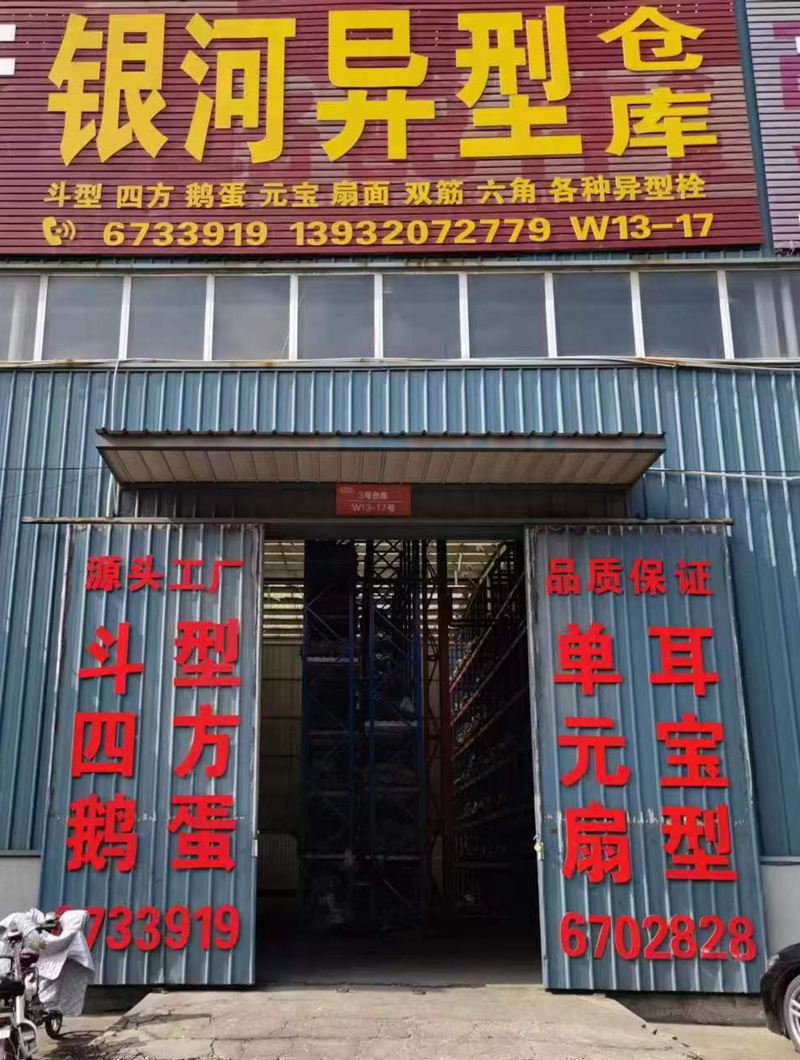 银河异型仓库
斗型 四方 鹅蛋 元宝 扇面 双筋 六角 各种异型栓
6733919 13932072779 W13-17
3号仓库
W13-17号
源头工厂
斗型
四方
鹅蛋
6733919
品质保证
单耳
元宝
扇型
6702828